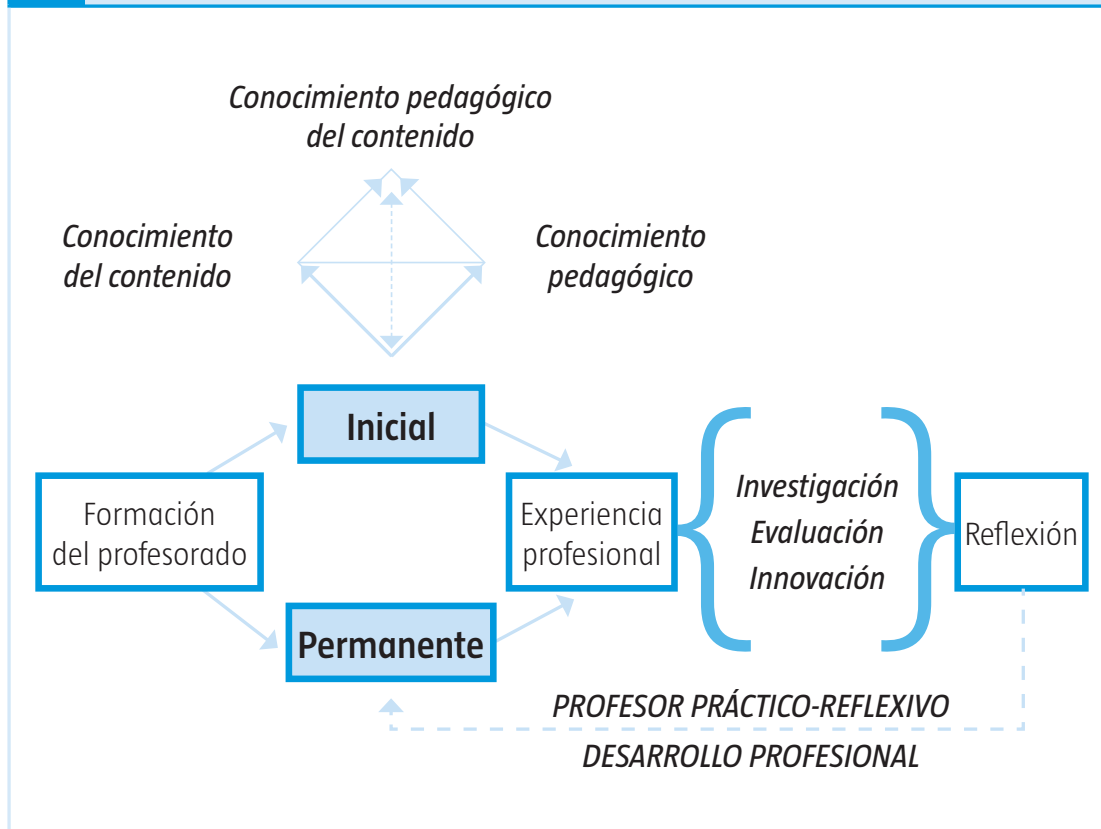 Conocimiento pedagógico
del contenido
Conocimiento
del contenido
Conocimiento
pedagógico
Inicial
Formación
del profesorado
Experiencia
profesional
Investigación
Evaluación
Innovación
Reflexión
Permanente
PROFESOR PRÁCTICO-REFLEXIVO
DESARROLLO PROFESIONAL